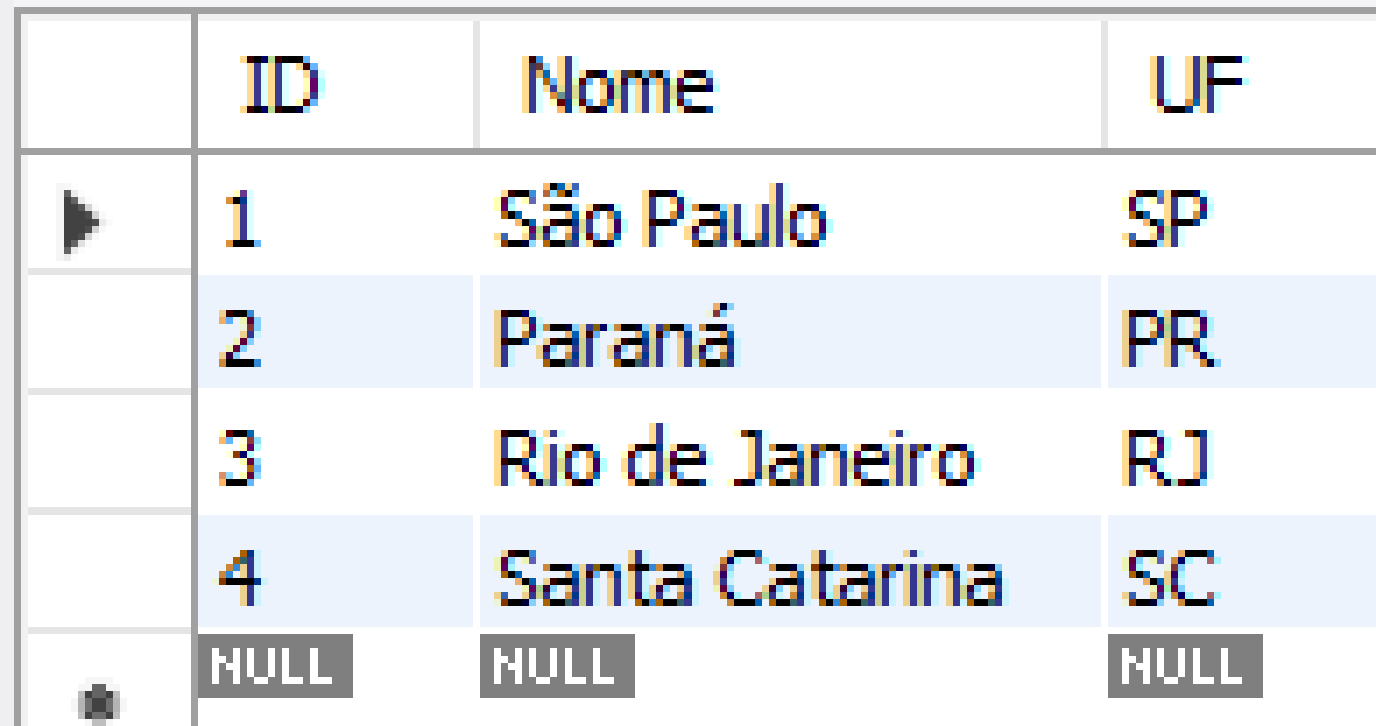 ID Nome UF
1 São Paulo SP
2 Paraná PR
3 Rio de Janeiro RJ
4 Santa Catarina SC
NULL NULL NULL